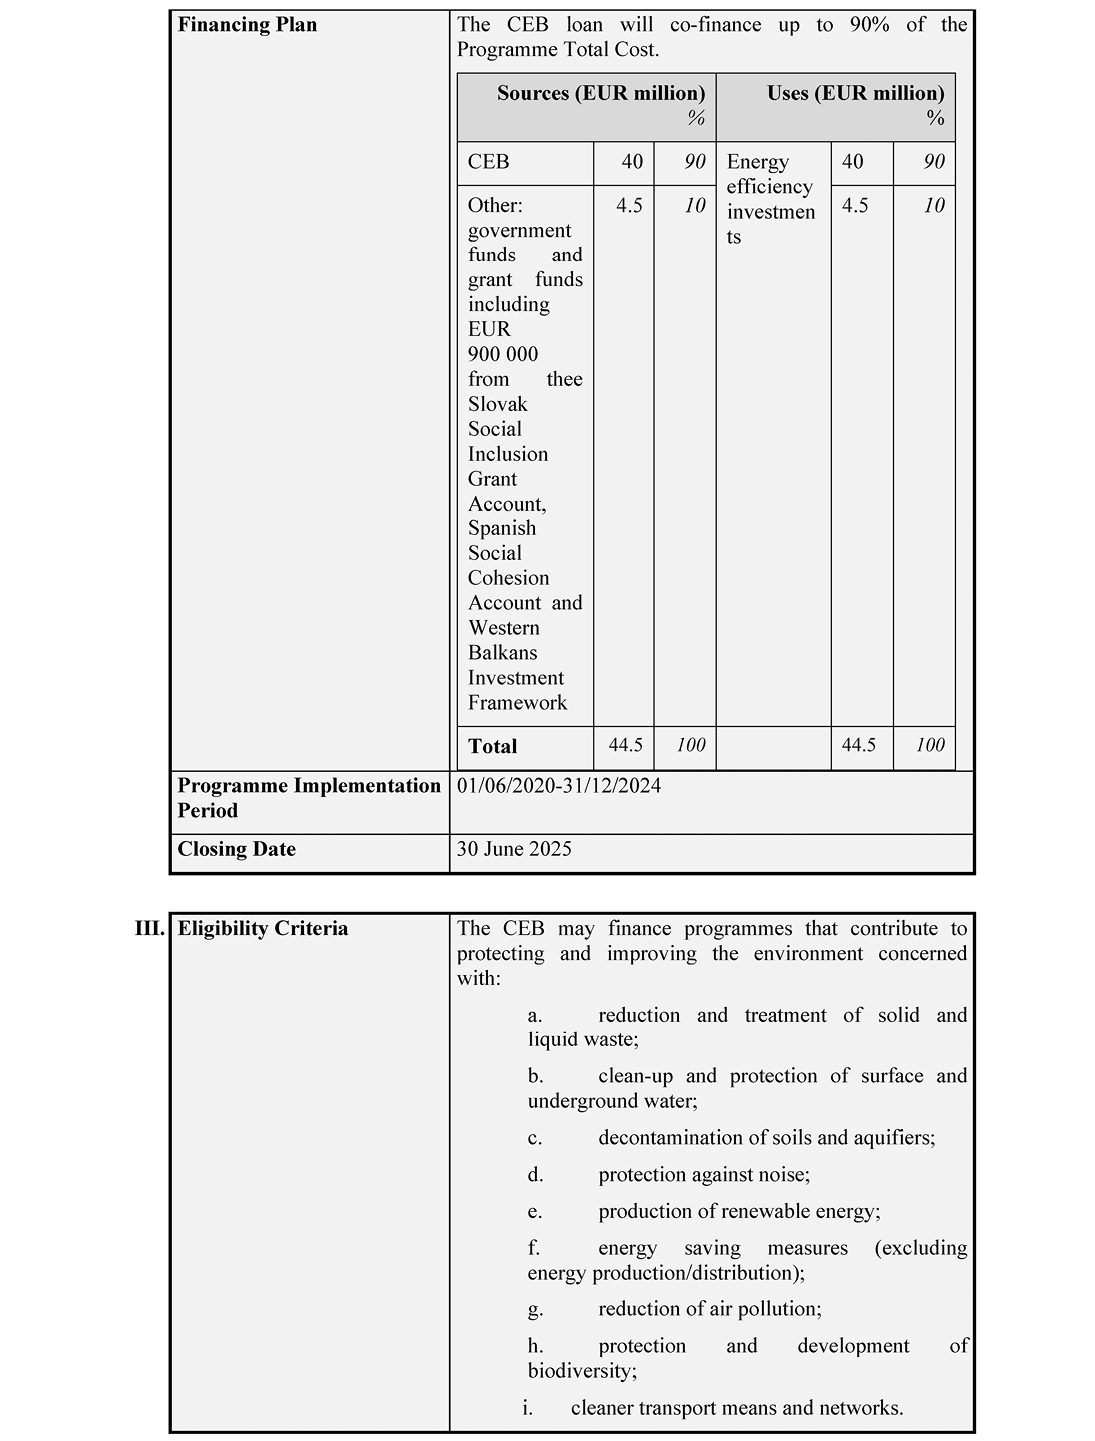 Financing Plan
The CEB loan will co-finance up to 90% of the
Programme Total Cost.
Sources (EUR million)
%
Uses (EUR million)
%
CEB 40 90
Energy
efficiency
investmen
ts
40 90
Other:
government
funds and
grant funds
including
EUR
900 000
from thee
Slovak
Social
Inclusion
Grant
Account,
Spanish
Social
Cohesion
Account and
Western
Balkans
Investment
Framework
4.5 10
4.5 10
Total 44.5 100 44.5 100
Programme Implementation
Period
01/06/2020-31/12/2024
Closing Date
30 June 2025
III. Eligibility Criteria
The CEB may finance programmes that contribute to
protecting and improving the environment concerned
with:
a. reduction and treatment of solid and
liquid waste;
b. clean-up and protection of surface and
underground water;
c. decontamination of soils and aquifiers;
d. protection against noise;
e. production of renewable energy;
f. energy saving measures (excluding
energy production/distribution);
g. reduction of air pollution;
h. protection and development of
biodiversity;
i. cleaner transport means and networks.